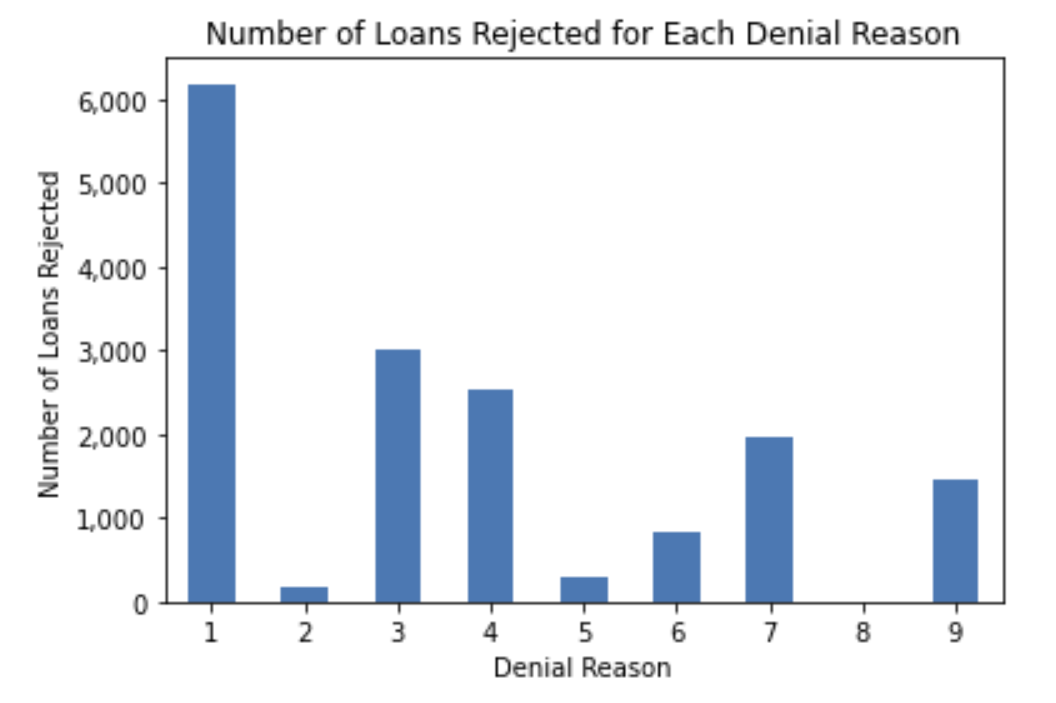 Number of Loans Rejected for Each Denial Reason
6,000
5,000
4,000
3,000
2,000
1,000
0
Number of Loans Rejected
1 2 3 4 5 6 7 8 9
Denial Reason